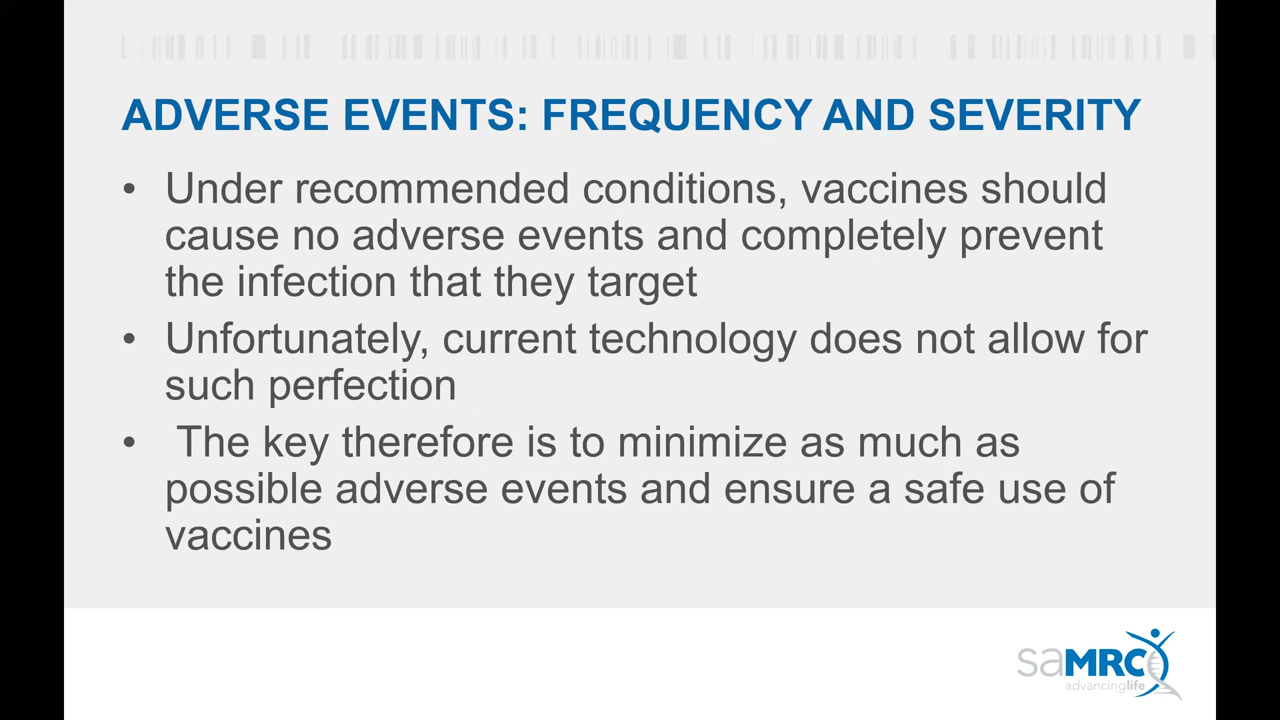 ADVERSE EVENTS: FREQUENCY AND SEVERITY
• Under recommended conditions, vaccines should
cause no adverse events and completely prevent
the infection that they target
• Unfortunately, current technology does not allow for
such perfection
• The key therefore is to minimize as much as
possible adverse events and ensure a safe use of
vaccines
saMRC
advancinglife